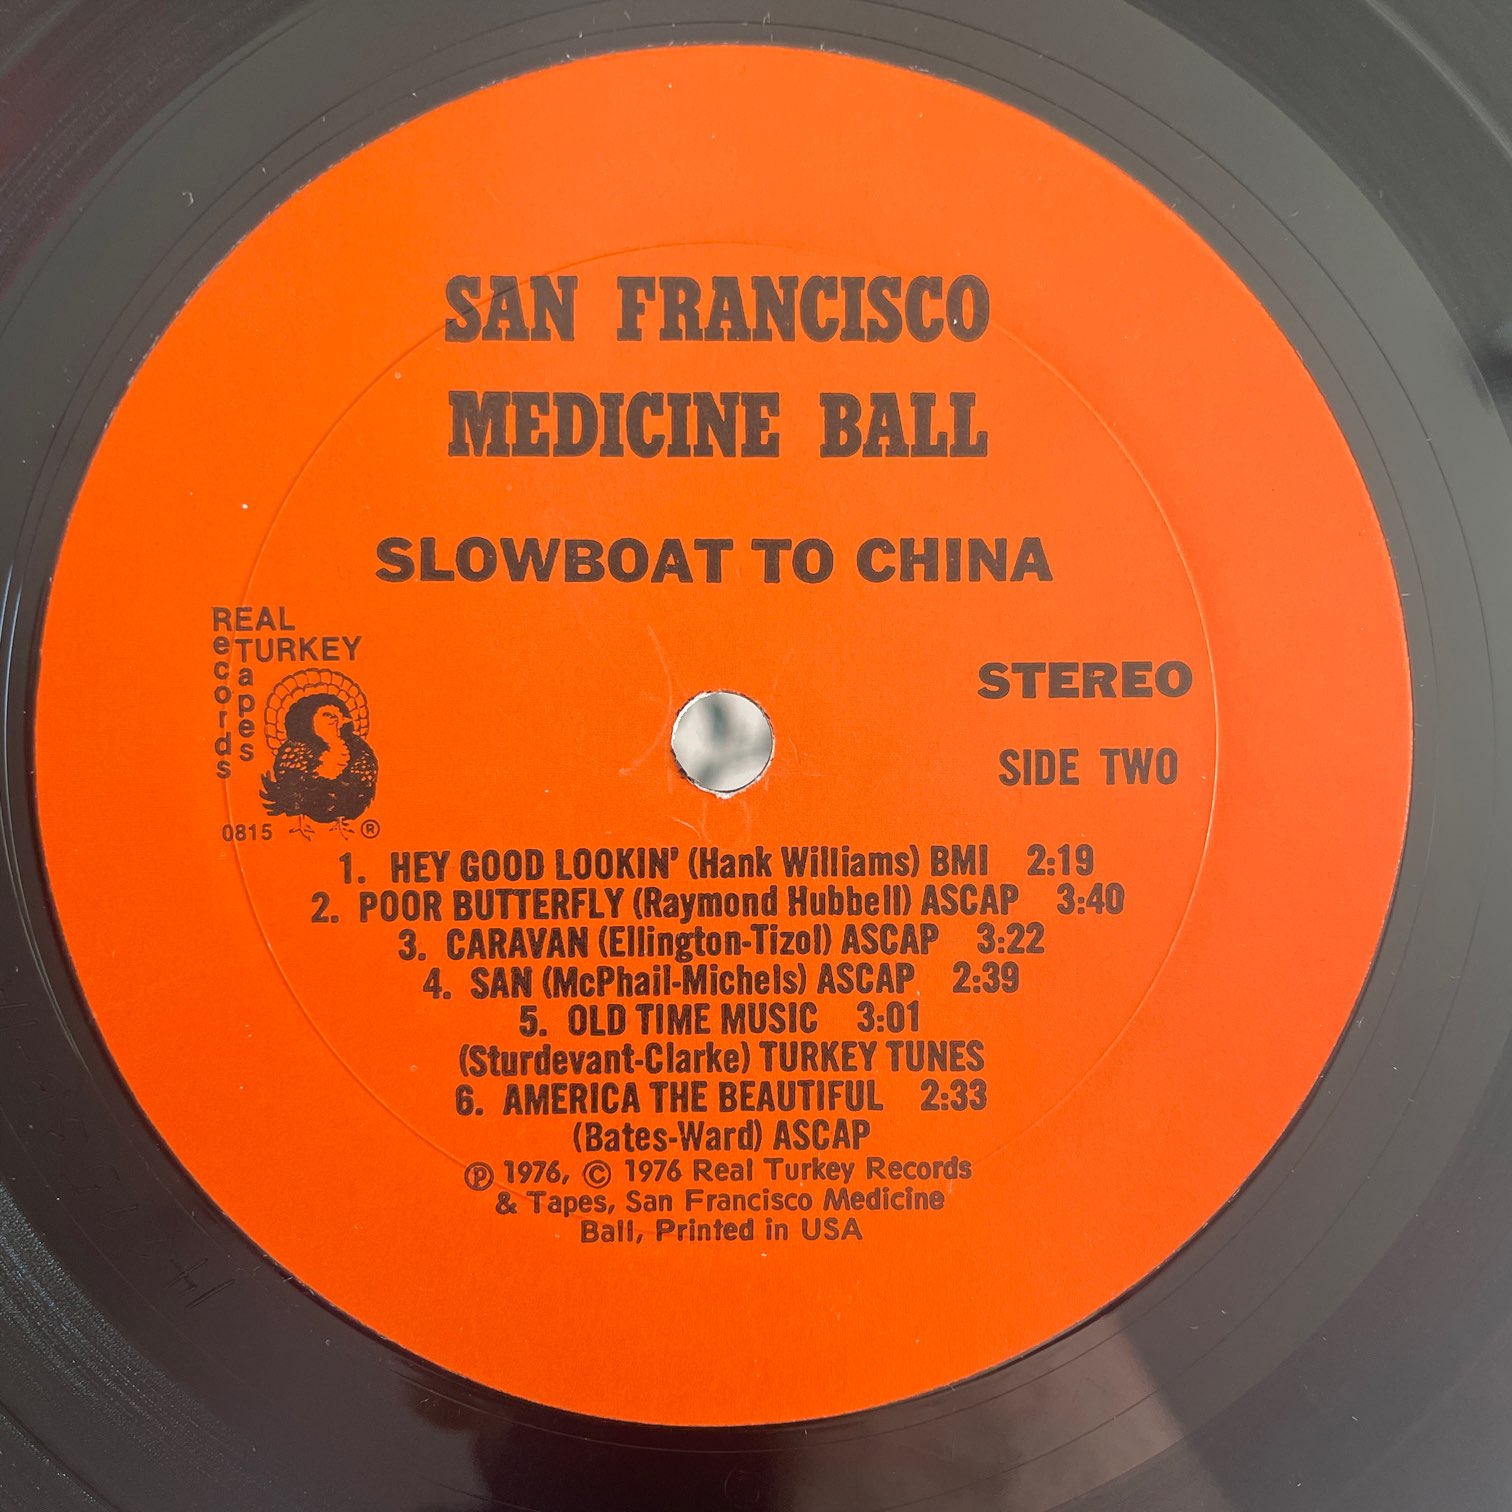 SAN FRANCISCO
MEDICINE BALL
SLOWBOAT TO CHINA
REAL
TURKEY
Records
Tapes
0815 ®
STEREO
SIDE TWO
1. HEY GOOD LOOKIN' (Hank Williams) BMI 2:19
2. POOR BUTTERFLY (Raymond Hubbell) ASCAP 3:40
3. CARAVAN (Ellington-Tizol) ASCAP 3:22
4. SAN (McPhail-Michels) ASCAP 2:39
5. OLD TIME MUSIC 3:01
(Sturdevant-Clarke) TURKEY TUNES
6. AMERICA THE BEAUTIFUL 2:33
(Bates-Ward) ASCAP
℗ 1976, © 1976 Real Turkey Records
& Tapes, San Francisco Medicine
Ball, Printed in USA